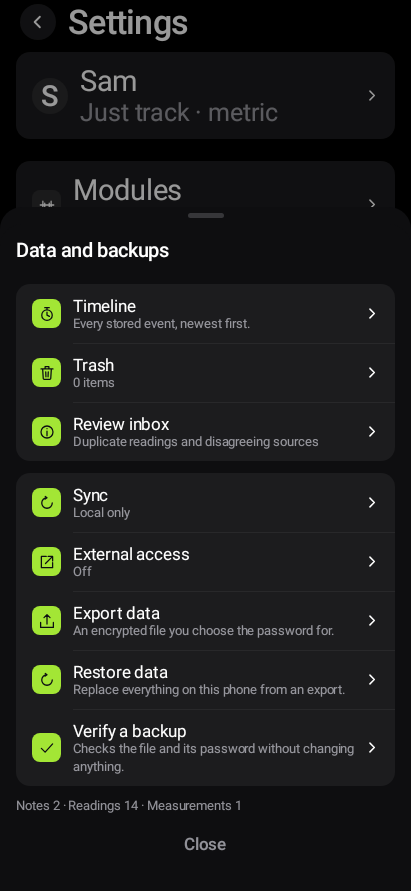 Settings
S
Sam
Just track · metric
Modules
Data and backups
Timeline
Every stored event, newest first.
Trash
0 items
Review inbox
Duplicate readings and disagreeing sources
Sync
Local only
External access
Off
Export data
An encrypted file you choose the password for.
Restore data
Replace everything on this phone from an export.
Verify a backup
Checks the file and its password without changing
anything.
Notes 2 · Readings 14 · Measurements 1
Close